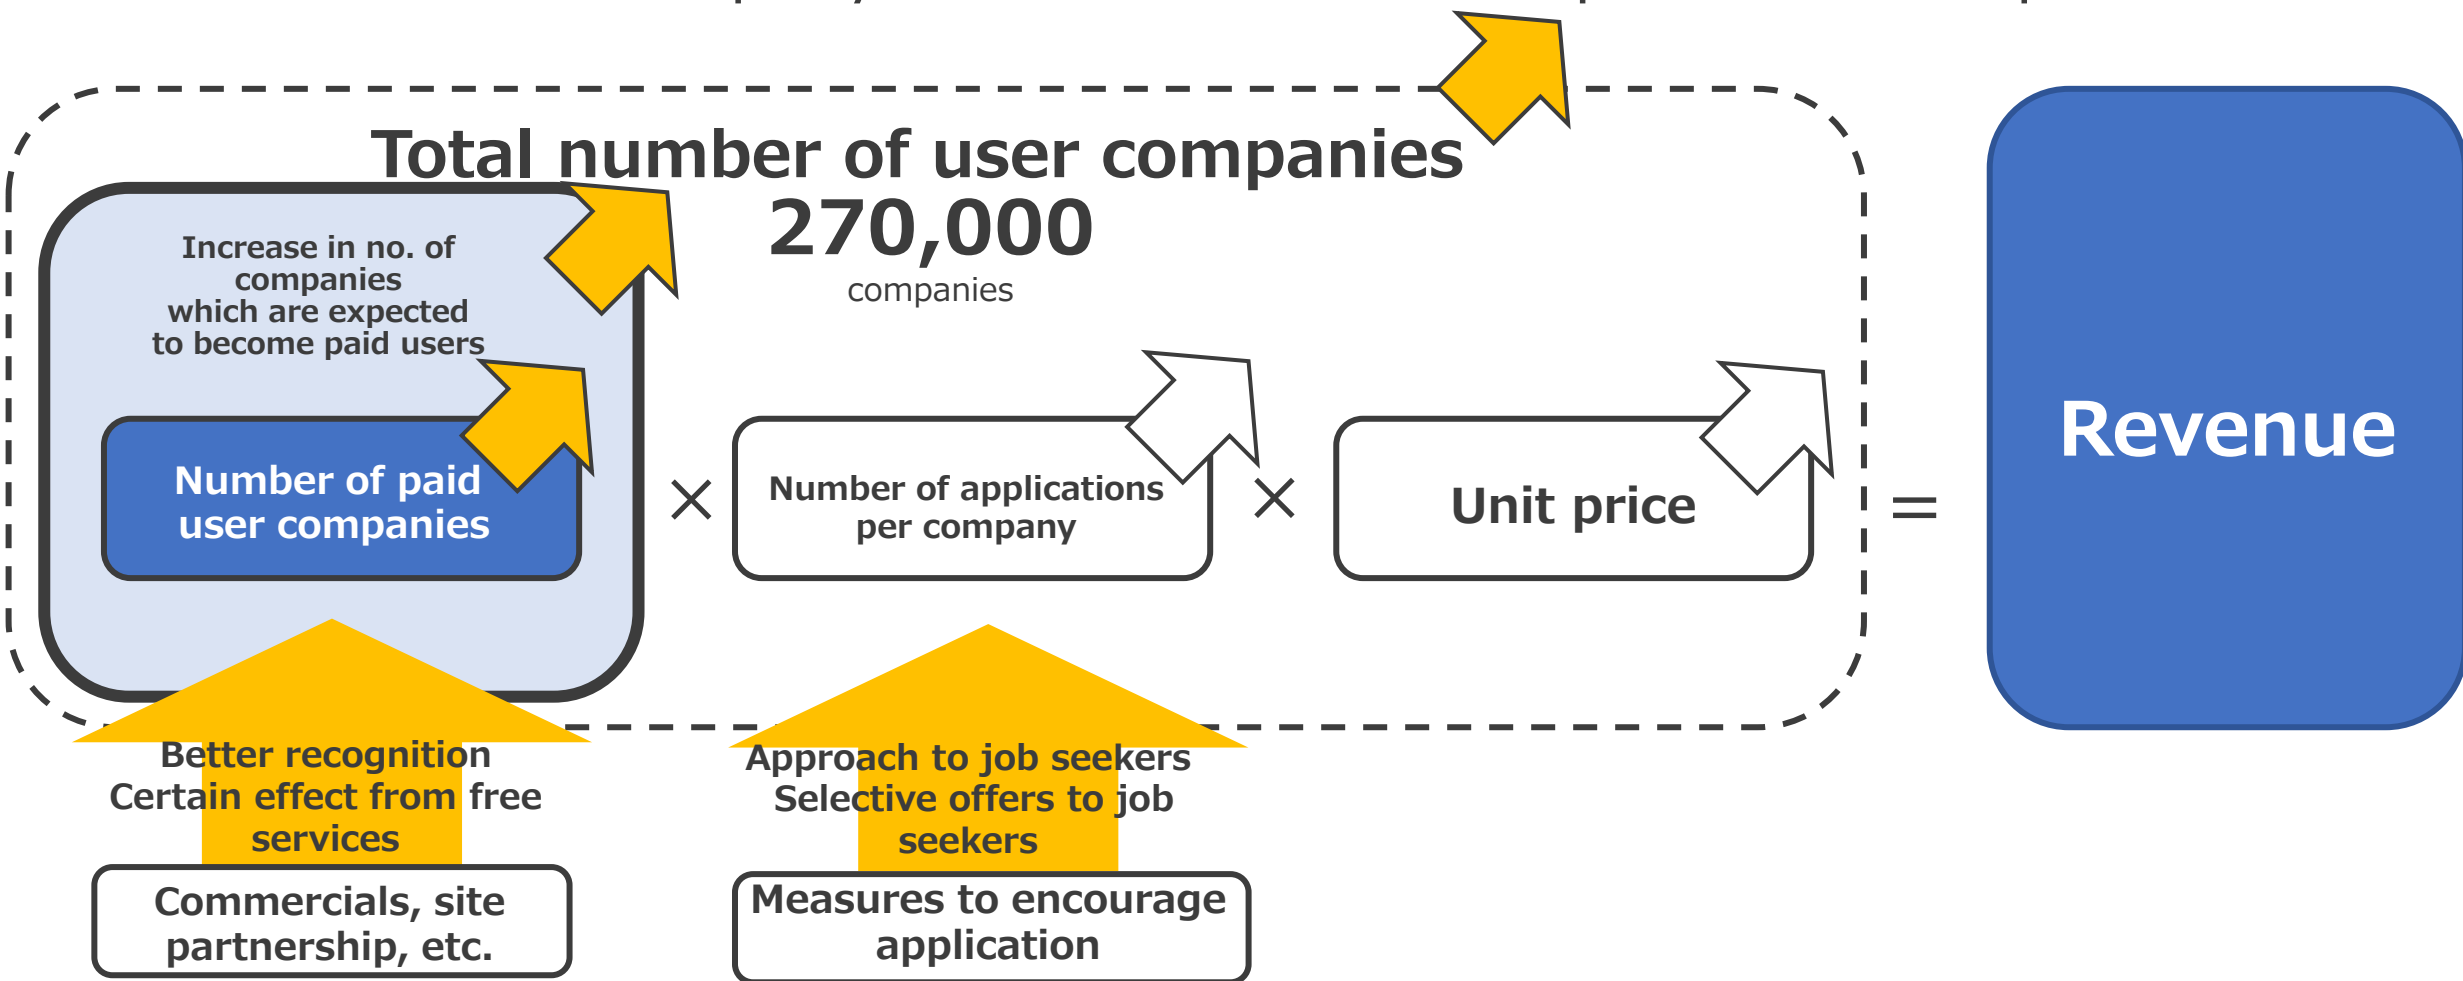 Total number of user companies
270,000
companies
Increase in no. of
companies
which are expected
to become paid users
Number of paid
user companies
×
Number of applications
per company
×
Unit price
=
Revenue
Better recognition
Certain effect from free
services
Approach to job seekers
Selective offers to job
seekers
Commercials, site
partnership, etc.
Measures to encourage
application